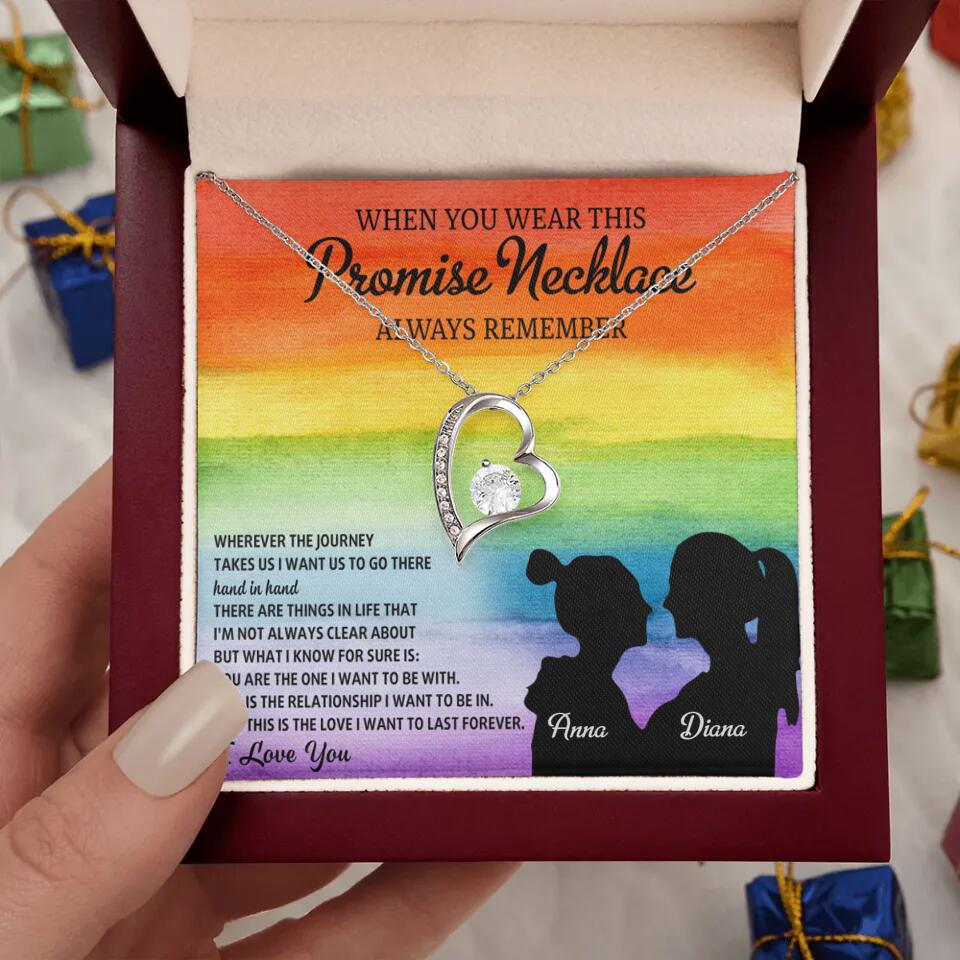 WHEN YOU WEAR THIS
Promise Necklace
ALWAYS REMEMBER
WHEREVER THE JOURNEY
TAKES US I WANT US TO GO THERE
hand in hand
THERE ARE THINGS IN LIFE THAT
I'M NOT ALWAYS CLEAR ABOUT
BUT WHAT I KNOW FOR SURE IS:
ARE THE ONE I WANT TO BE WITH.
IS THE RELATIONSHIP I WANT TO BE IN.
THIS IS THE LOVE I WANT TO LAST FOREVER.
Love You
Anna
Diana